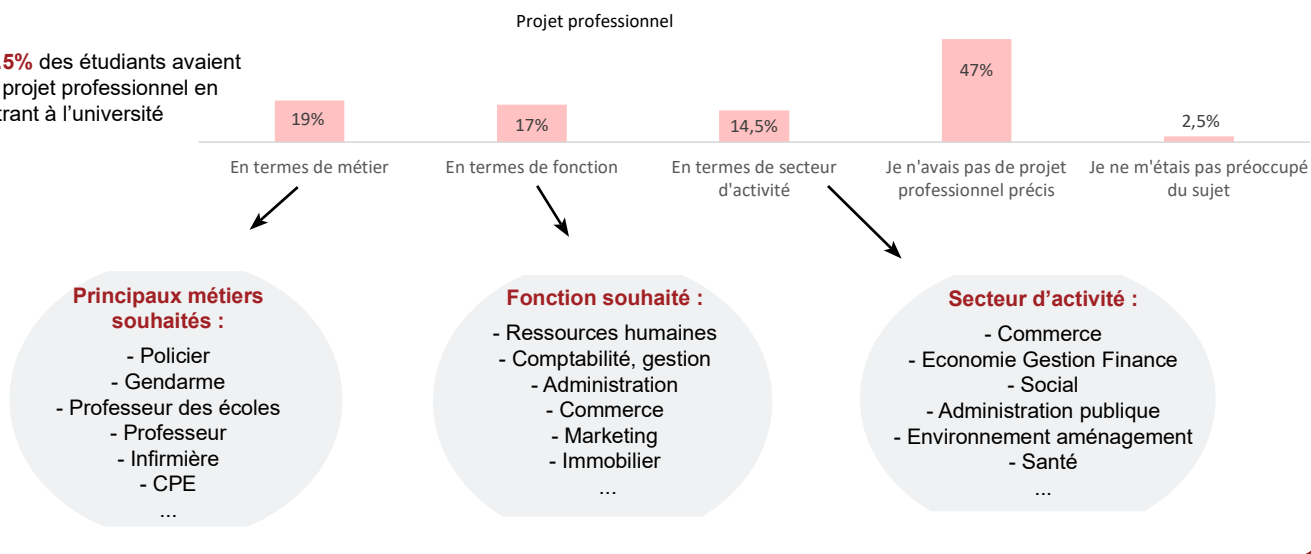 Projet professionnel
,5% des étudiants avaient
projet professionnel en
trant à l'université
19%
17%
14,5%
47%
2,5%
En termes de métier
En termes de fonction
En termes de secteur
d'activité
Je n'avais pas de projet
professionnel précis
Je ne m'étais pas préoccupé
du sujet
Principaux métiers
souhaités :
- Policier
- Gendarme
- Professeur des écoles
- Professeur
- Infirmière
- CPE
...
Fonction souhaité :
- Ressources humaines
- Comptabilité, gestion
- Administration
- Commerce
- Marketing
- Immobilier
...
Secteur d'activité :
- Commerce
- Economie Gestion Finance
- Social
- Administration publique
- Environnement aménagement
- Santé
...